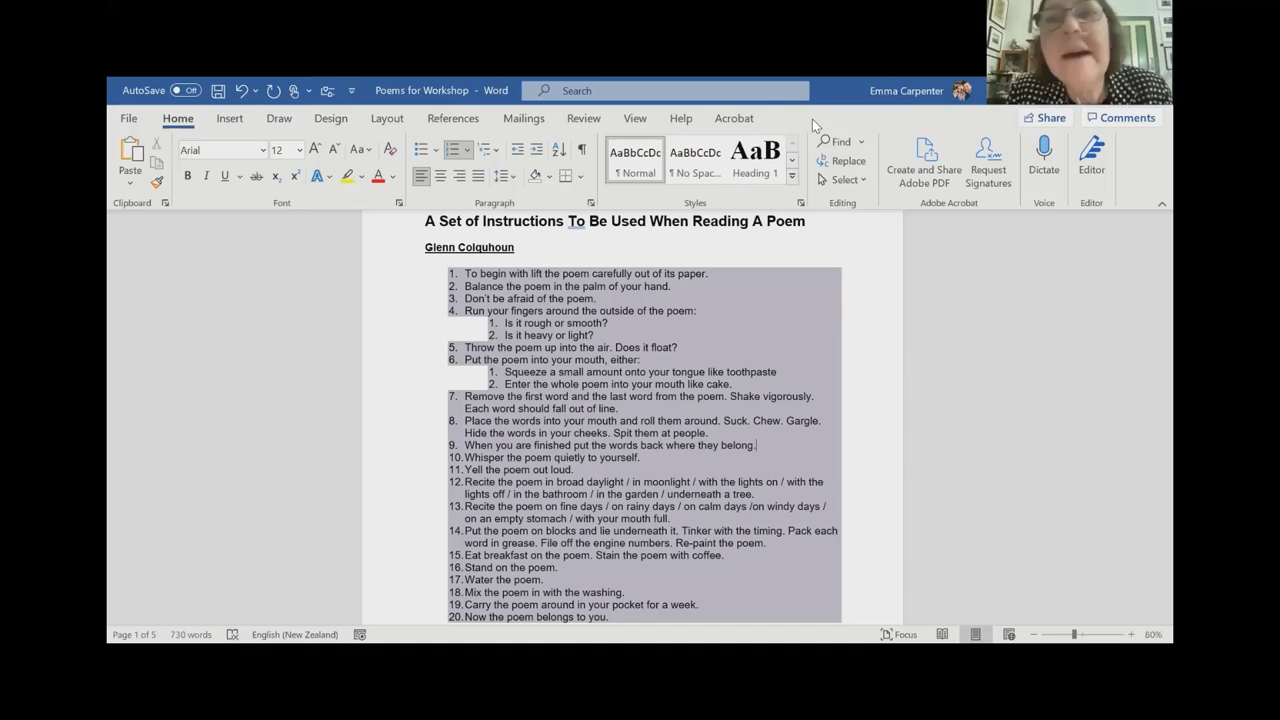 AutoSave Off
Poems for Workshop - Word
Search
Emma Carpenter
File Home Insert Draw Design Layout References Mailings Review View Help Acrobat
Share Comments
Paste
Arial 12
Aa
B I U ab x₂ x² A A
AaBbCcDc AaBbCcDc AaB
¶ Normal ¶ No Spac... Heading 1
Find
Replace
Select
Create and Share
Adobe PDF
Request
Signatures
Dictate
Editor
Clipboard Font Paragraph Styles Editing Adobe Acrobat Voice Editor
A Set of Instructions To Be Used When Reading A Poem
Glenn Colquhoun
1. To begin with lift the poem carefully out of its paper.
2. Balance the poem in the palm of your hand.
3. Don't be afraid of the poem.
4. Run your fingers around the outside of the poem:
1. Is it rough or smooth?
2. Is it heavy or light?
5. Throw the poem up into the air. Does it float?
6. Put the poem into your mouth, either:
1. Squeeze a small amount onto your tongue like toothpaste
2. Enter the whole poem into your mouth like cake.
7. Remove the first word and the last word from the poem. Shake vigorously.
Each word should fall out of line.
8. Place the words into your mouth and roll them around. Suck. Chew. Gargle.
Hide the words in your cheeks. Spit them at people.
9. When you are finished put the words back where they belong.
10. Whisper the poem quietly to yourself.
11. Yell the poem out loud.
12. Recite the poem in broad daylight / in moonlight / with the lights on / with the
lights off / in the bathroom / in the garden / underneath a tree.
13. Recite the poem on fine days / on rainy days / on calm days /on windy days /
on an empty stomach / with your mouth full.
14. Put the poem on blocks and lie underneath it. Tinker with the timing. Pack each
word in grease. File off the engine numbers. Re-paint the poem.
15. Eat breakfast on the poem. Stain the poem with coffee.
16. Stand on the poem.
17. Water the poem.
18. Mix the poem in with the washing.
19. Carry the poem around in your pocket for a week.
20. Now the poem belongs to you.
Page 1 of 5 730 words English (New Zealand) Focus 80%